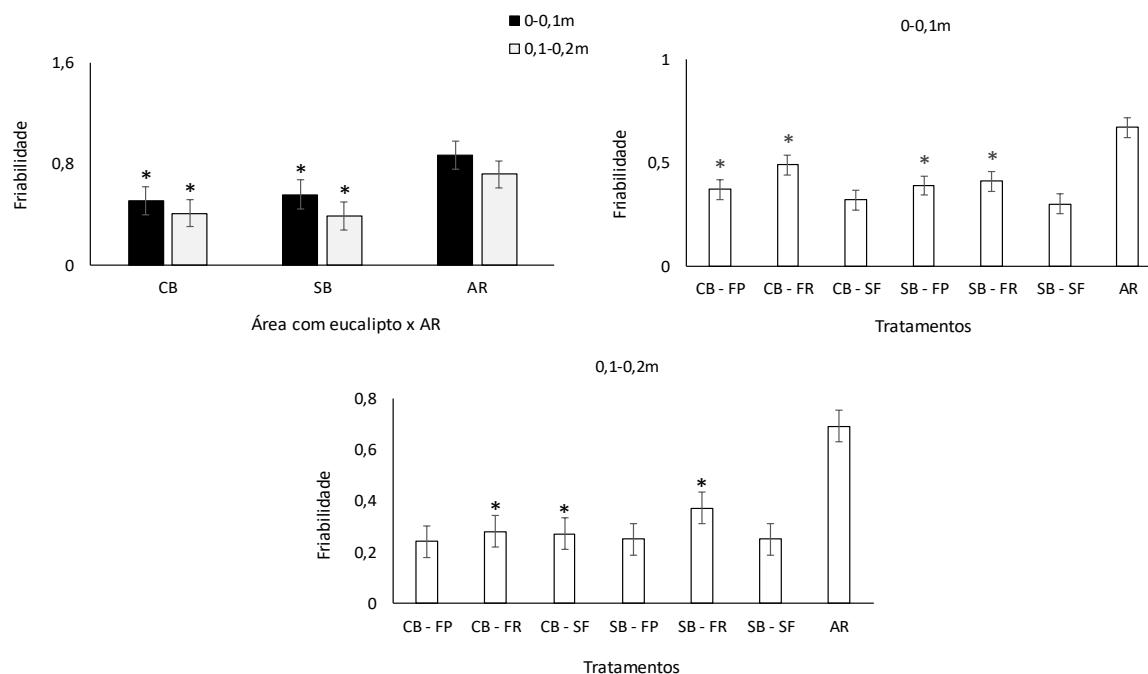 0-0,1m
0,1-0,2m
1,6
0,8
0
Friabilidade
* * * *
CB SB AR
Área com eucalipto x AR
0-0,1m
1
0,5
0
Friabilidade
* * * *
CB - FP CB - FR CB - SF SB - FP SB - FR SB - SF AR
Tratamentos
0,1-0,2m
0,8
0,6
0,4
0,2
0
Friabilidade
* * *
CB - FP CB - FR CB - SF SB - FP SB - FR SB - SF AR
Tratamentos